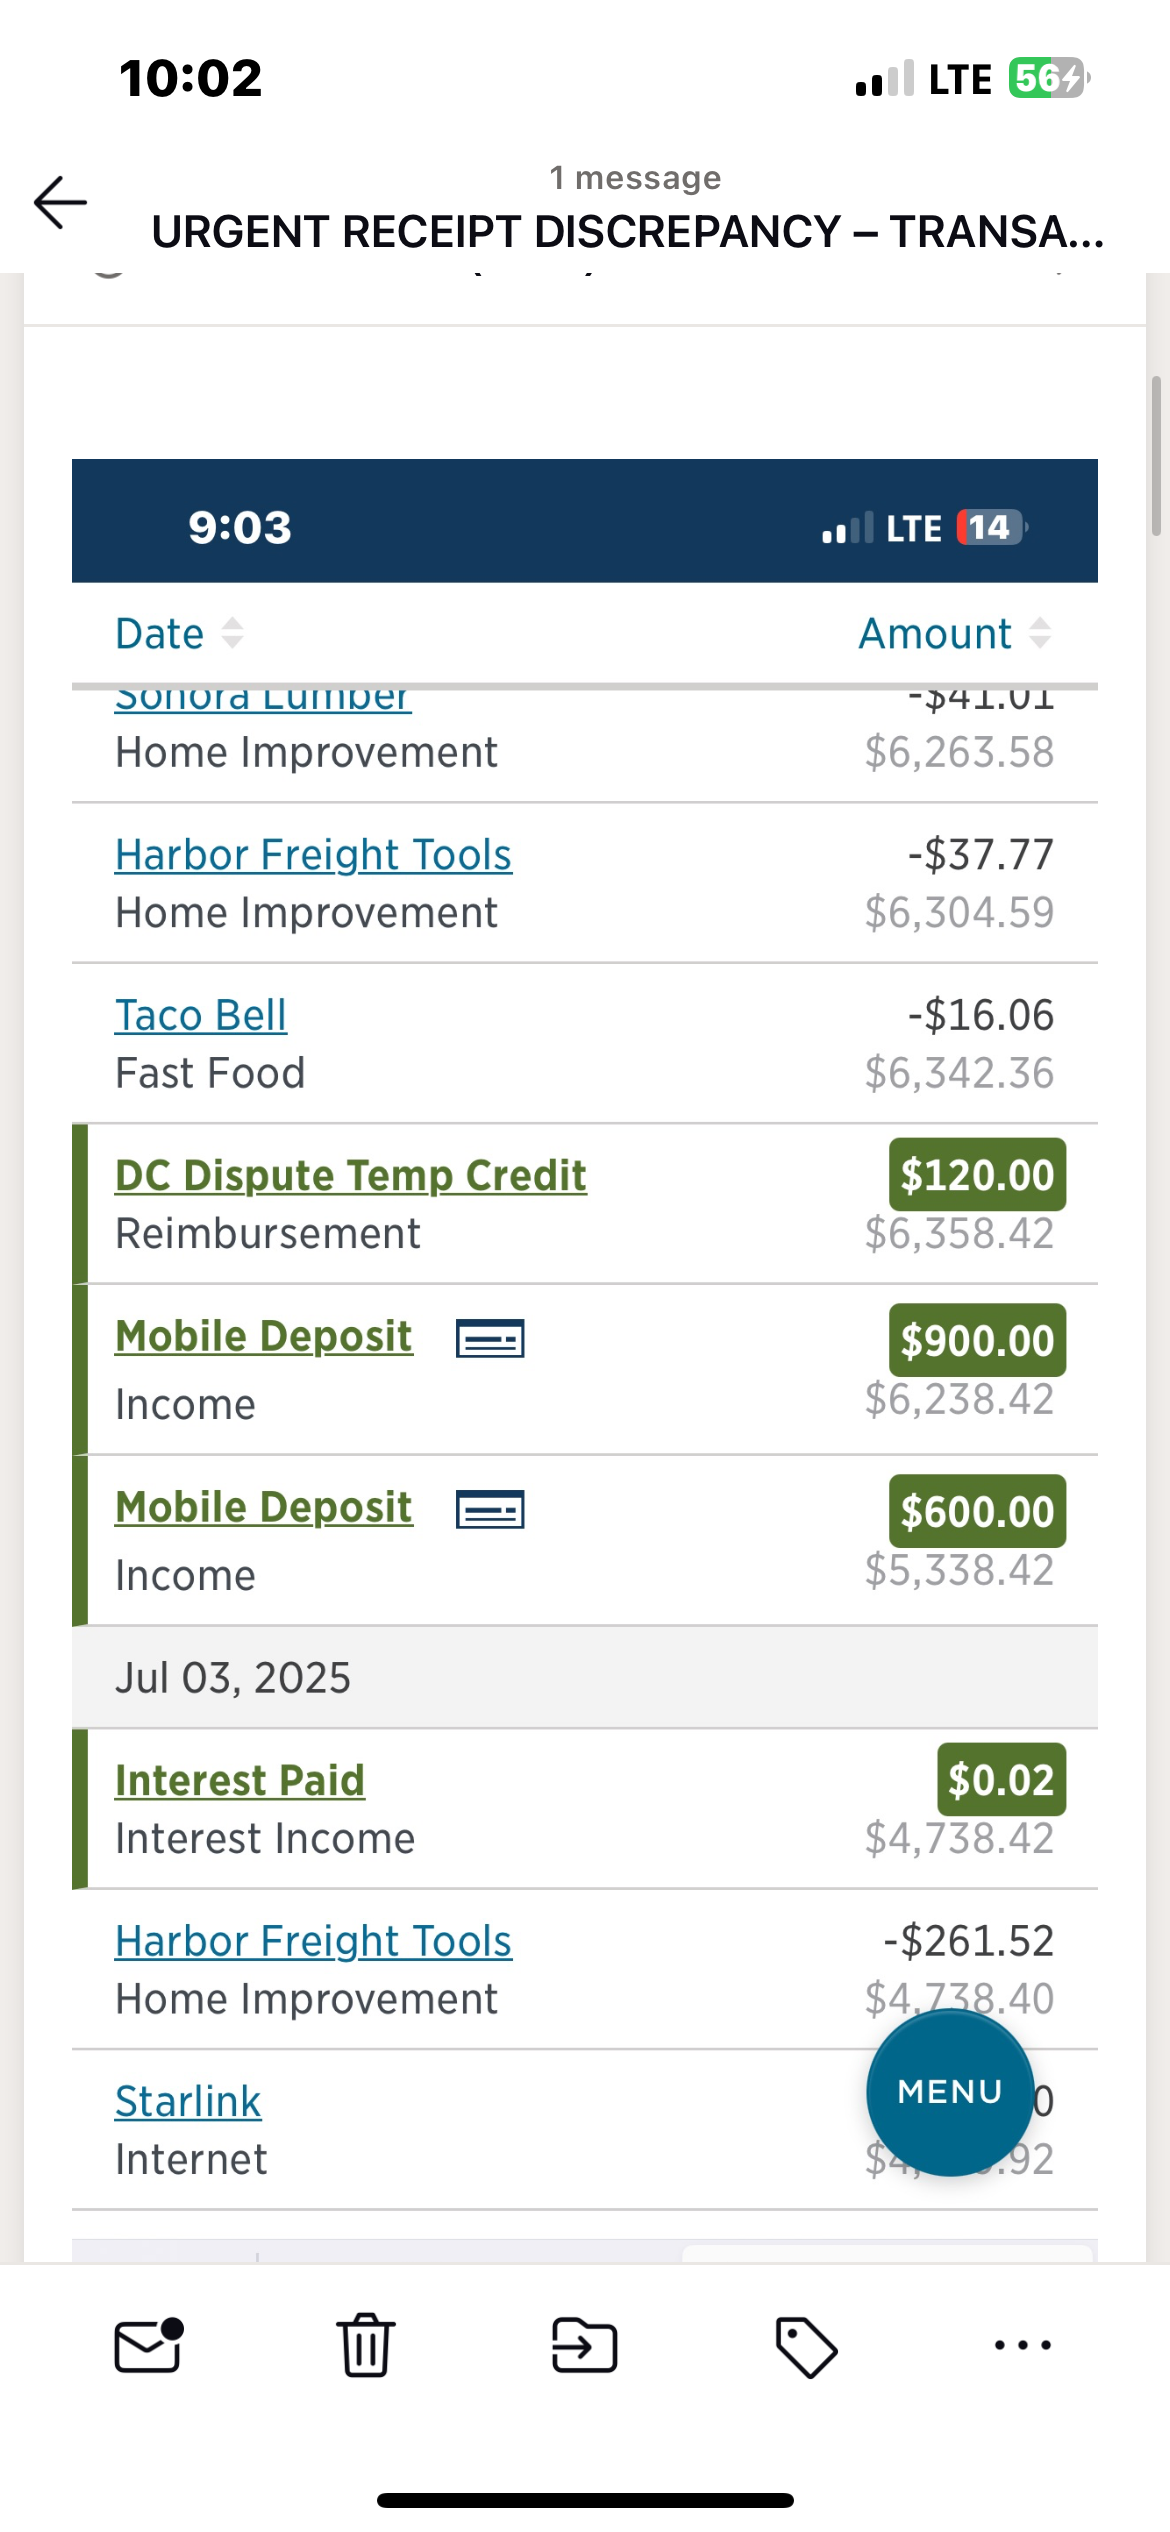 10:02
LTE 56
1 message
URGENT RECEIPT DISCREPANCY – TRANSA...
9:03
LTE 14
Date Amount
Sonora Lumber -$41.01
Home Improvement $6,263.58
Harbor Freight Tools -$37.77
Home Improvement $6,304.59
Taco Bell -$16.06
Fast Food $6,342.36
DC Dispute Temp Credit $120.00
Reimbursement $6,358.42
Mobile Deposit $900.00
Income $6,238.42
Mobile Deposit $600.00
Income $5,338.42
Jul 03, 2025
Interest Paid $0.02
Interest Income $4,738.42
Harbor Freight Tools -$261.52
Home Improvement $4,738.40
Starlink
MENU
Internet